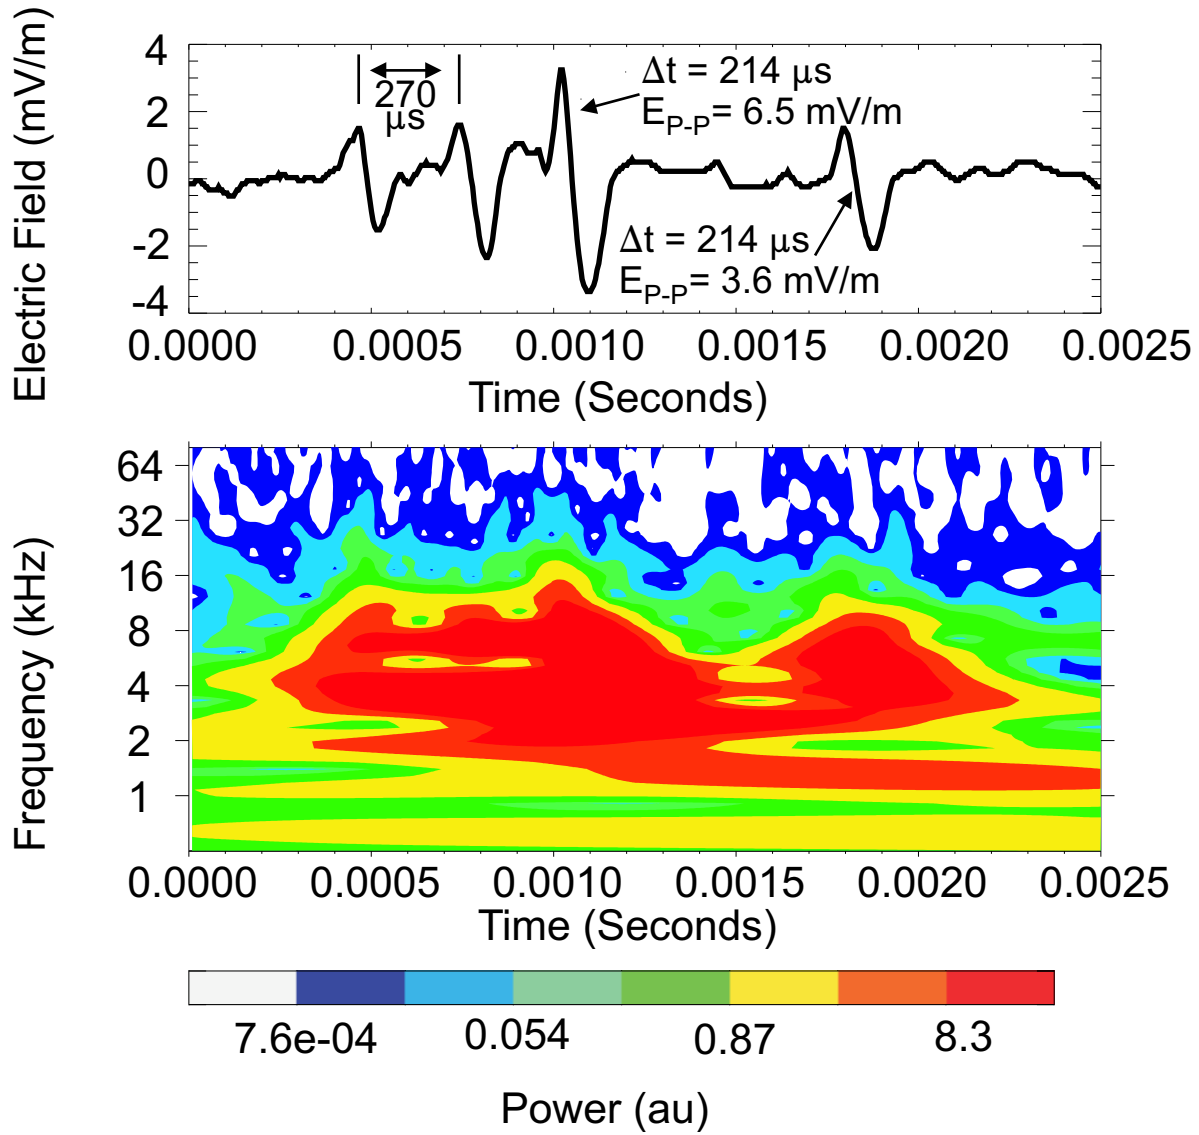 Electric Field (mV/m)
4
2
0
-2
-4
270
μs
Δt = 214 μs
E_P-P= 6.5 mV/m
Δt = 214 μs
E_P-P= 3.6 mV/m
0.0000 0.0005 0.0010 0.0015 0.0020 0.0025
Time (Seconds)
Frequency (kHz)
64
32
16
8
4
2
1
0.0000 0.0005 0.0010 0.0015 0.0020 0.0025
Time (Seconds)
7.6e-04 0.054 0.87 8.3
Power (au)